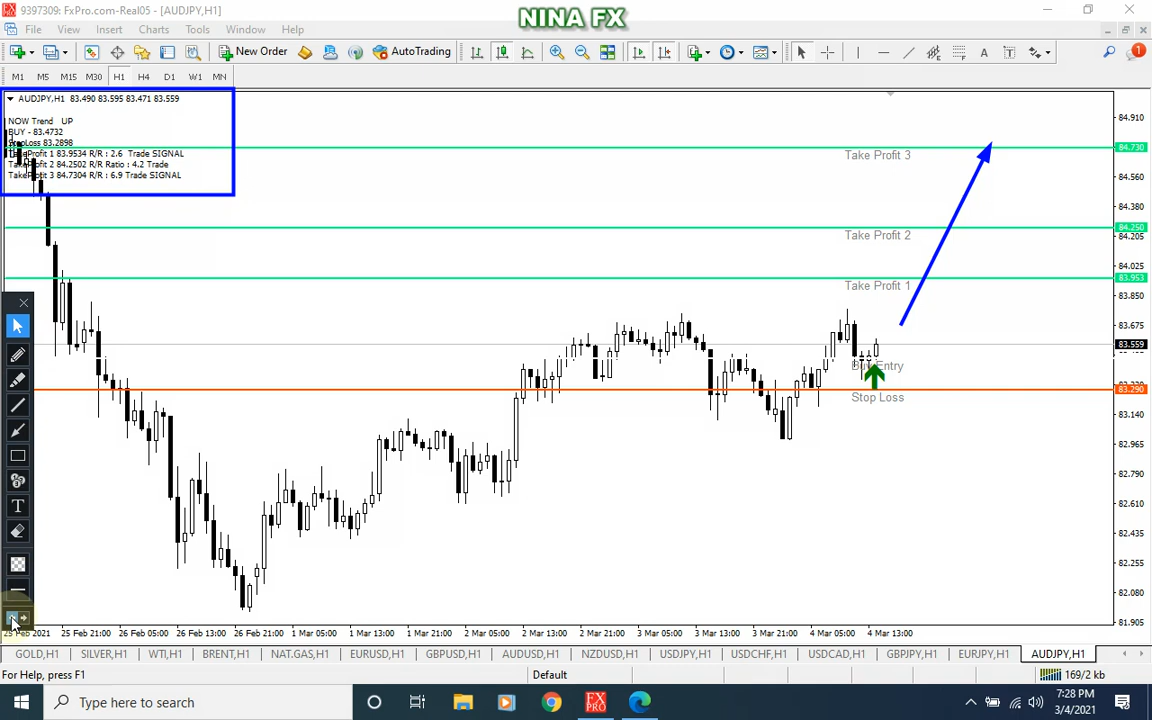 9397309: FxPro.com-Real05 - [AUDJPY,H1]
NINA FX
File View Insert Charts Tools Window Help
New Order AutoTrading
M1 M5 M15 M30 H1 H4 D1 W1 MN
AUDJPY,H1 83.490 83.595 83.471 83.559
NOW Trend UP
BUY - 83.4732
StopLoss 83.2898
TakeProfit 1 83.9534 R/R : 2.6 Trade SIGNAL
TakeProfit 2 84.2502 R/R Ratio : 4.2 Trade
TakeProfit 3 84.7304 R/R : 6.9 Trade SIGNAL
84.910
84.730
Take Profit 3
84.560
84.380
84.250
Take Profit 2
84.205
84.025
83.953
Take Profit 1
83.850
83.675
83.559
Buy Entry
83.290
Stop Loss
83.140
82.965
82.790
82.610
82.435
82.255
82.080
81.905
25 Feb 2021 25 Feb 21:00 26 Feb 05:00 26 Feb 13:00 26 Feb 21:00 1 Mar 05:00 1 Mar 13:00 1 Mar 21:00 2 Mar 05:00 2 Mar 13:00 2 Mar 21:00 3 Mar 05:00 3 Mar 13:00 3 Mar 21:00 4 Mar 05:00 4 Mar 13:00
GOLD,H1 SILVER,H1 WTI,H1 BRENT,H1 NAT.GAS,H1 EURUSD,H1 GBPUSD,H1 AUDUSD,H1 NZDUSD,H1 USDJPY,H1 USDCHF,H1 USDCAD,H1 GBPJPY,H1 EURJPY,H1 AUDJPY,H1
For Help, press F1 Default 169/2 kb
Type here to search
7:28 PM
3/4/2021